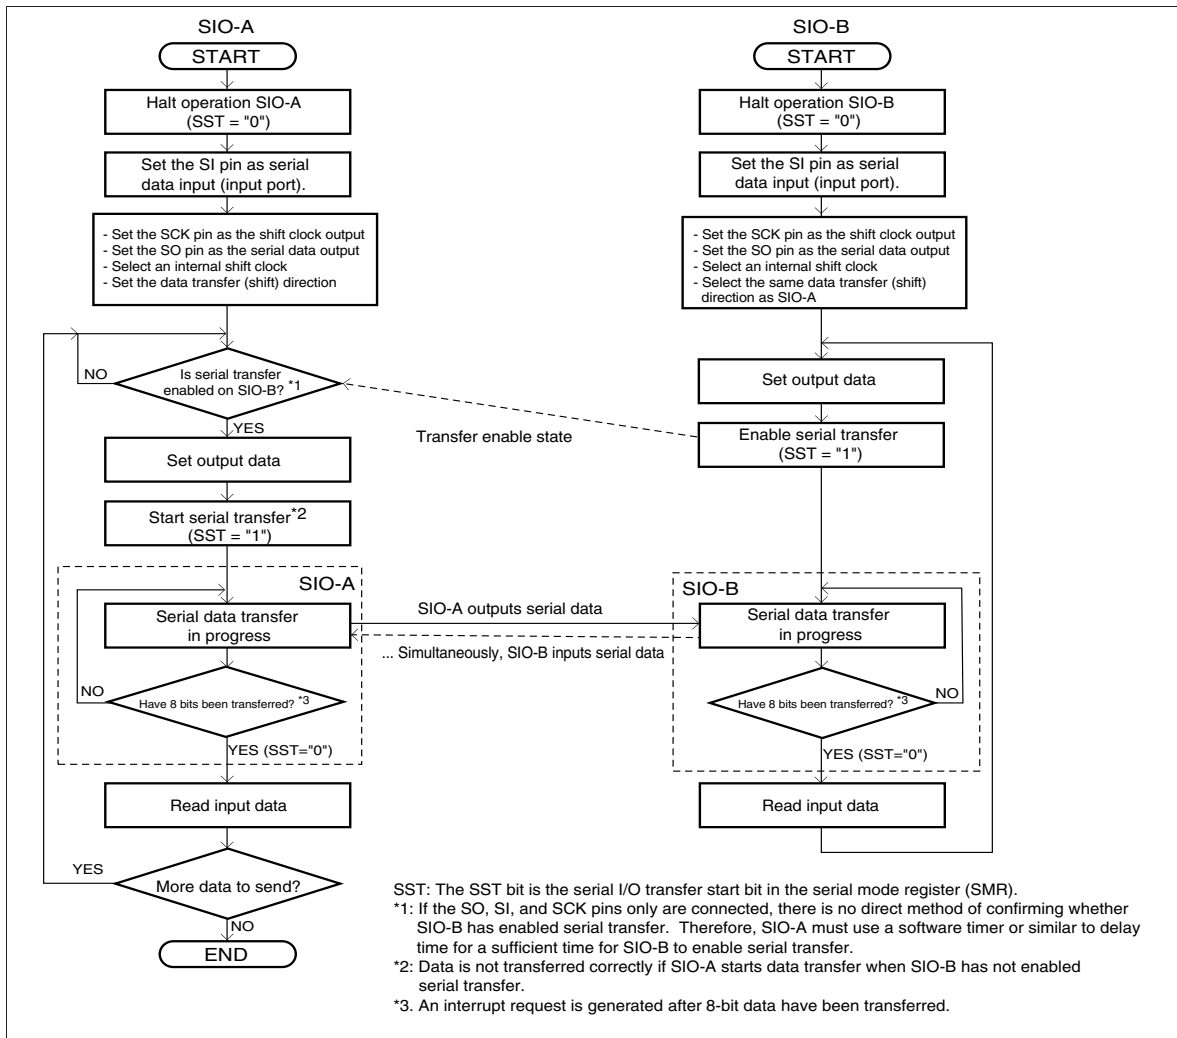 SIO-A
START
Halt operation SIO-A
(SST = "0")
Set the SI pin as serial
data input (input port).
- Set the SCK pin as the shift clock output
- Set the SO pin as the serial data output
- Select an internal shift clock
- Set the data transfer (shift) direction
Is serial transfer
enabled on SIO-B? *1
NO
YES
Set output data
Start serial transfer*2
(SST = "1")
SIO-A
Serial data transfer
in progress
Have 8 bits been transferred? *3
NO
YES (SST="0")
Read input data
More data to send?
YES
NO
END
Transfer enable state
SIO-A outputs serial data
... Simultaneously, SIO-B inputs serial data
SIO-B
START
Halt operation SIO-B
(SST = "0")
Set the SI pin as serial
data input (input port).
- Set the SCK pin as the shift clock output
- Set the SO pin as the serial data output
- Select an internal shift clock
- Select the same data transfer (shift)
direction as SIO-A
Set output data
Enable serial transfer
(SST = "1")
SIO-B
Serial data transfer
in progress
Have 8 bits been transferred? *3
NO
YES (SST="0")
Read input data
SST: The SST bit is the serial I/O transfer start bit in the serial mode register (SMR).
*1: If the SO, SI, and SCK pins only are connected, there is no direct method of confirming whether
SIO-B has enabled serial transfer. Therefore, SIO-A must use a software timer or similar to delay
time for a sufficient time for SIO-B to enable serial transfer.
*2: Data is not transferred correctly if SIO-A starts data transfer when SIO-B has not enabled
serial transfer.
*3. An interrupt request is generated after 8-bit data have been transferred.